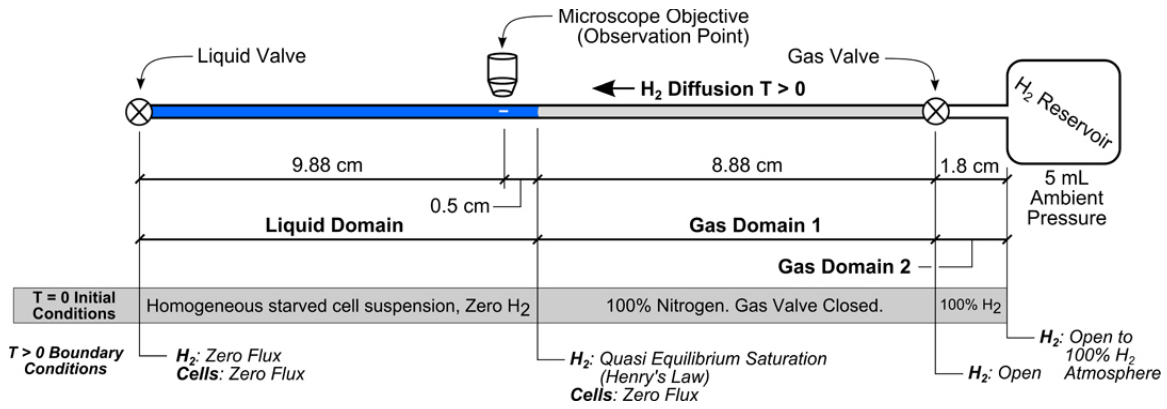 Microscope Objective
(Observation Point)
Liquid Valve
Gas Valve
H2 Diffusion T > 0
H2 Reservoir
9.88 cm
8.88 cm
1.8 cm
0.5 cm
5 mL
Ambient
Pressure
Liquid Domain
Gas Domain 1
Gas Domain 2
T = 0 Initial
Conditions
Homogeneous starved cell suspension, Zero H2
100% Nitrogen. Gas Valve Closed.
100% H2
T > 0 Boundary
Conditions
H2: Zero Flux
Cells: Zero Flux
H2: Quasi Equilibrium Saturation
(Henry's Law)
Cells: Zero Flux
H2: Open
H2: Open to
100% H2
Atmosphere